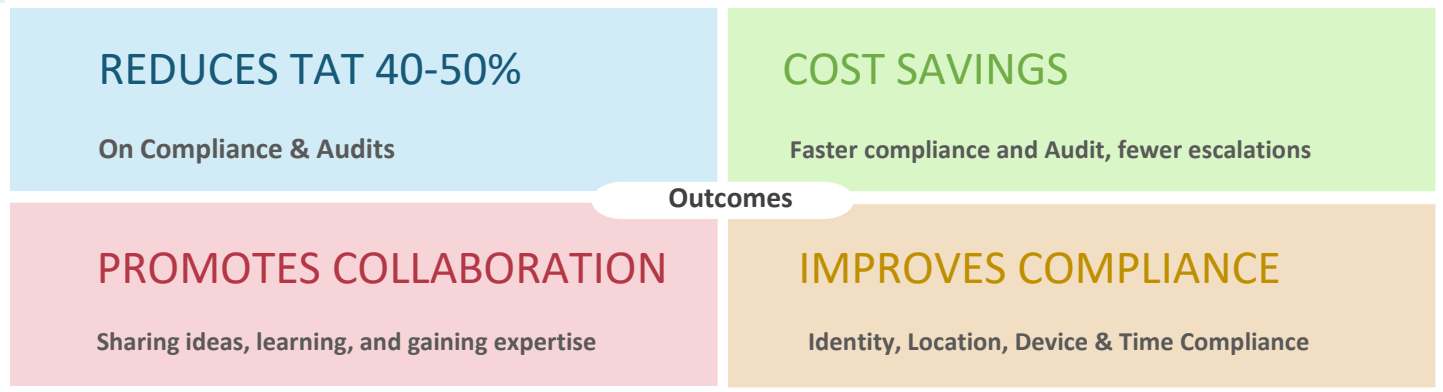 REDUCES TAT 40-50%
On Compliance & Audits
COST SAVINGS
Faster compliance and Audit, fewer escalations
Outcomes
PROMOTES COLLABORATION
Sharing ideas, learning, and gaining expertise
IMPROVES COMPLIANCE
Identity, Location, Device & Time Compliance